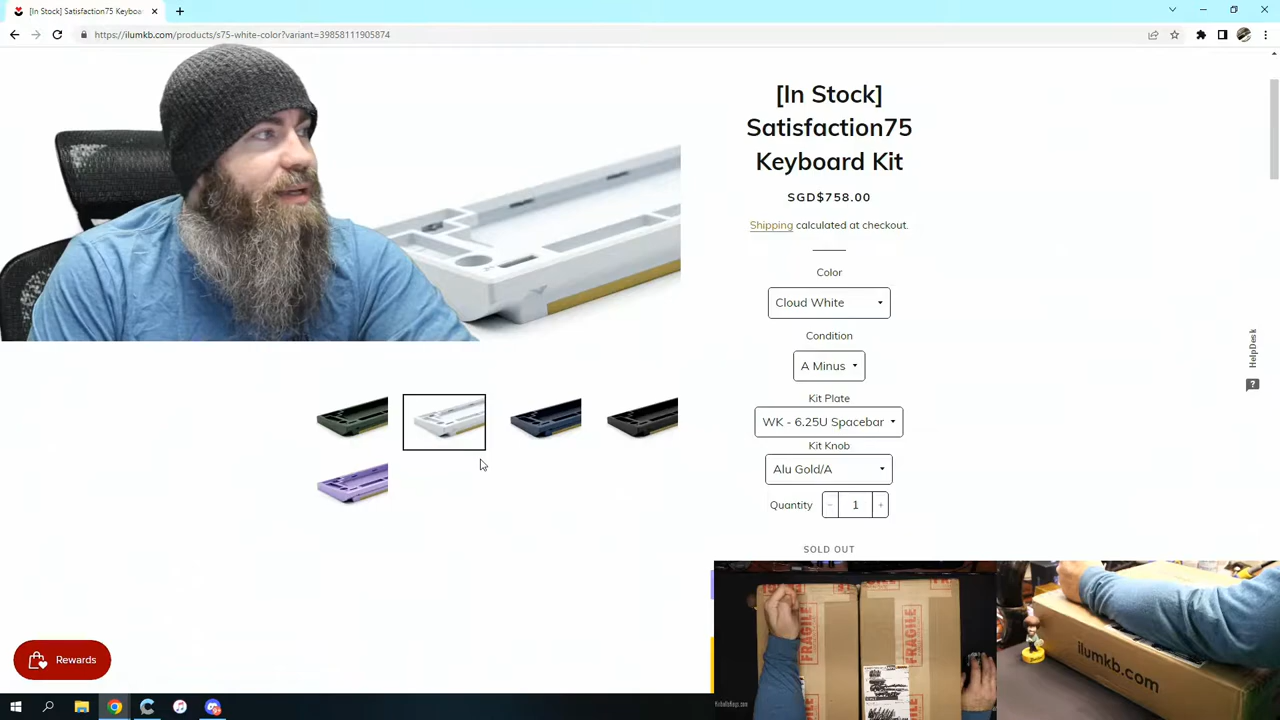 [In Stock] Satisfaction75 Keybo
https://ilumkb.com/products/s75-white-color?variant=39858111905874
[In Stock]
Satisfaction75
Keyboard Kit
SGD$758.00
Shipping calculated at checkout.
Color
Cloud White
Condition
A Minus
Kit Plate
WK - 6.25U Spacebar
Kit Knob
Alu Gold/A
Quantity
−
1
+
SOLD OUT
HelpDesk
?
Rewards
FRAGILE
FRAGILE
ilumkb.com